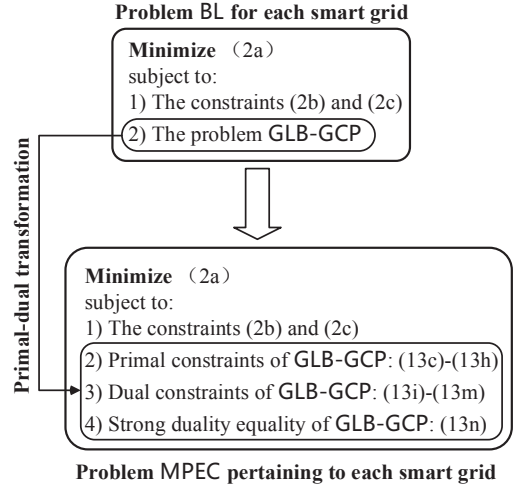 Problem BL for each smart grid
Minimize （2a）
subject to:
1) The constraints (2b) and (2c)
2) The problem GLB-GCP
Primal-dual transformation
Minimize （2a）
subject to:
1) The constraints (2b) and (2c)
2) Primal constraints of GLB-GCP: (13c)-(13h)
3) Dual constraints of GLB-GCP: (13i)-(13m)
4) Strong duality equality of GLB-GCP: (13n)
Problem MPEC pertaining to each smart grid